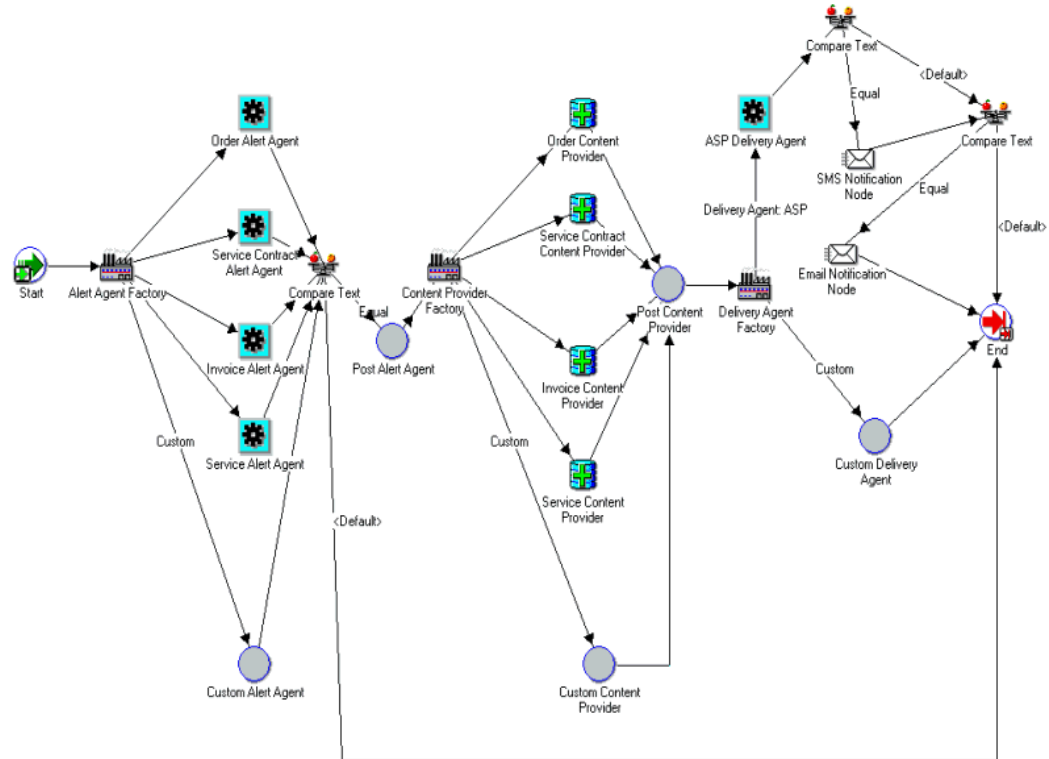 Compare Text
<Default>
Equal
Order Alert Agent
Order Content
Provider
ASP Delivery Agent
Compare Text
SMS Notification
Node
Equal
Delivery Agent: ASP
<Default>
Service Contract
Alert Agent
Service Contract
Content Provider
Email Notification
Node
Start
Alert Agent Factory
Compare Text
Equal
Content Provider
Factory
Post Content
Provider
Delivery Agent
Factory
End
Invoice Alert Agent
Post Alert Agent
Invoice Content
Provider
Custom
Custom
Custom
Service Alert Agent
Custom Delivery
Agent
Service Content
Provider
<Default>
Custom Alert Agent
Custom Content
Provider